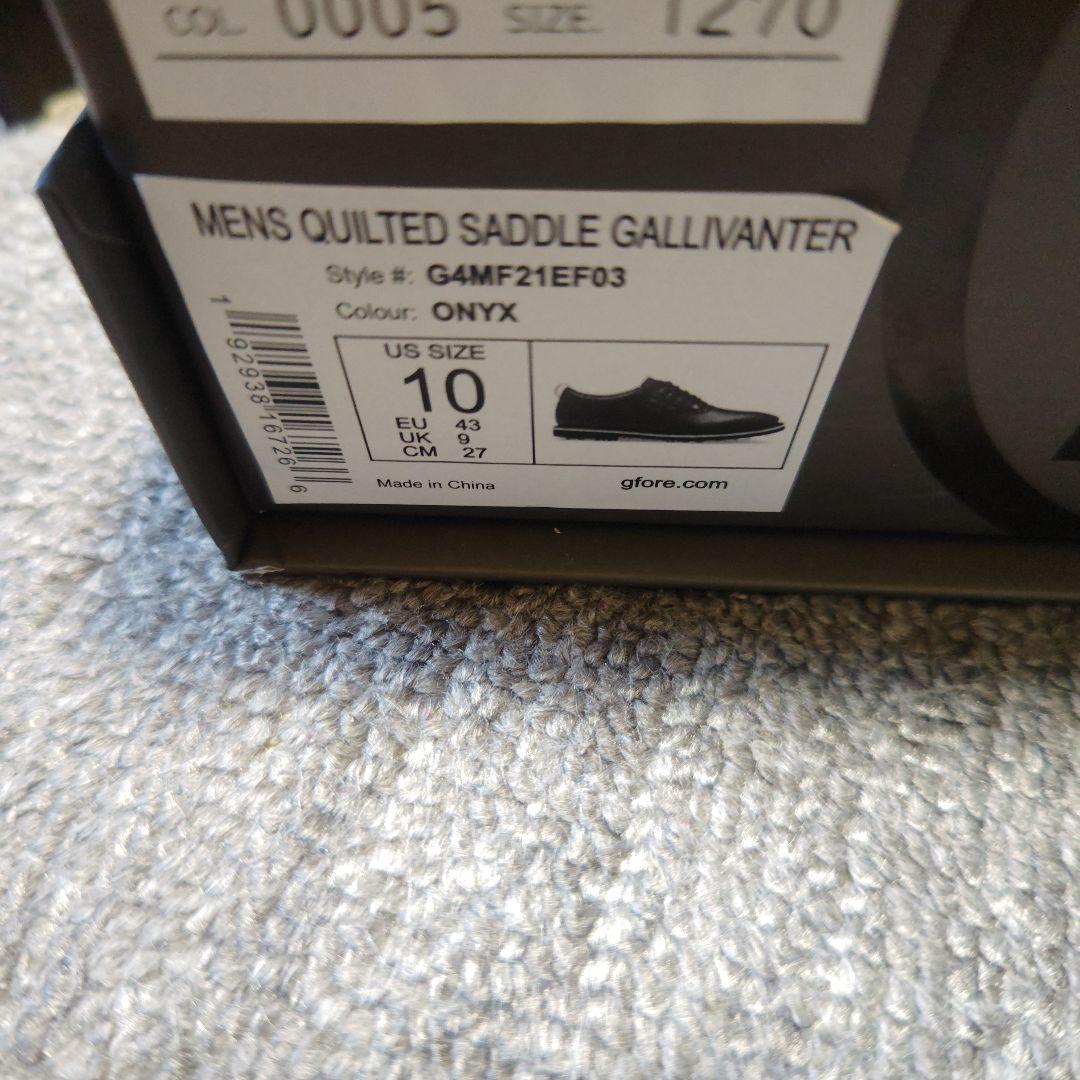 COL. 0005 SIZE. 1270
MENS QUILTED SADDLE GALLIVANTER
Style #: G4MF21EF03
Colour: ONYX
US SIZE
10
EU 43
UK 9
CM 27
Made in China
gfore.com
1 92938 16726 6